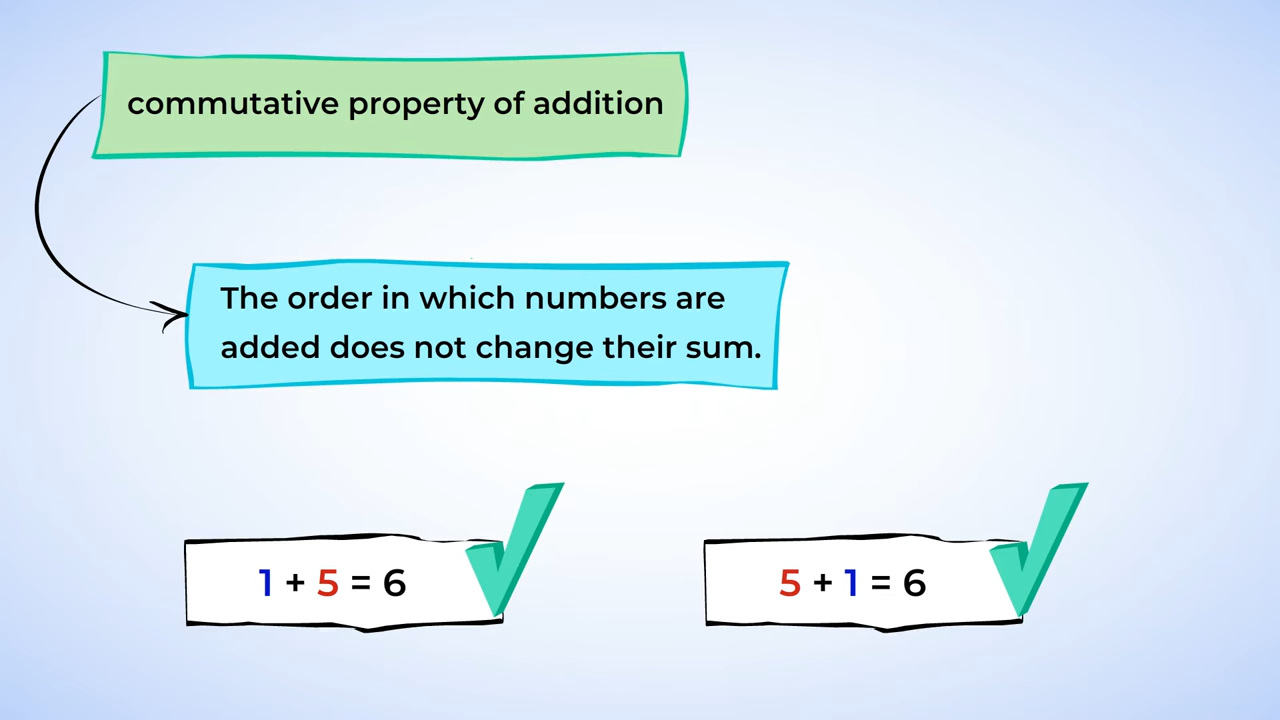 commutative property of addition
The order in which numbers are
added does not change their sum.
1 + 5 = 6
5 + 1 = 6